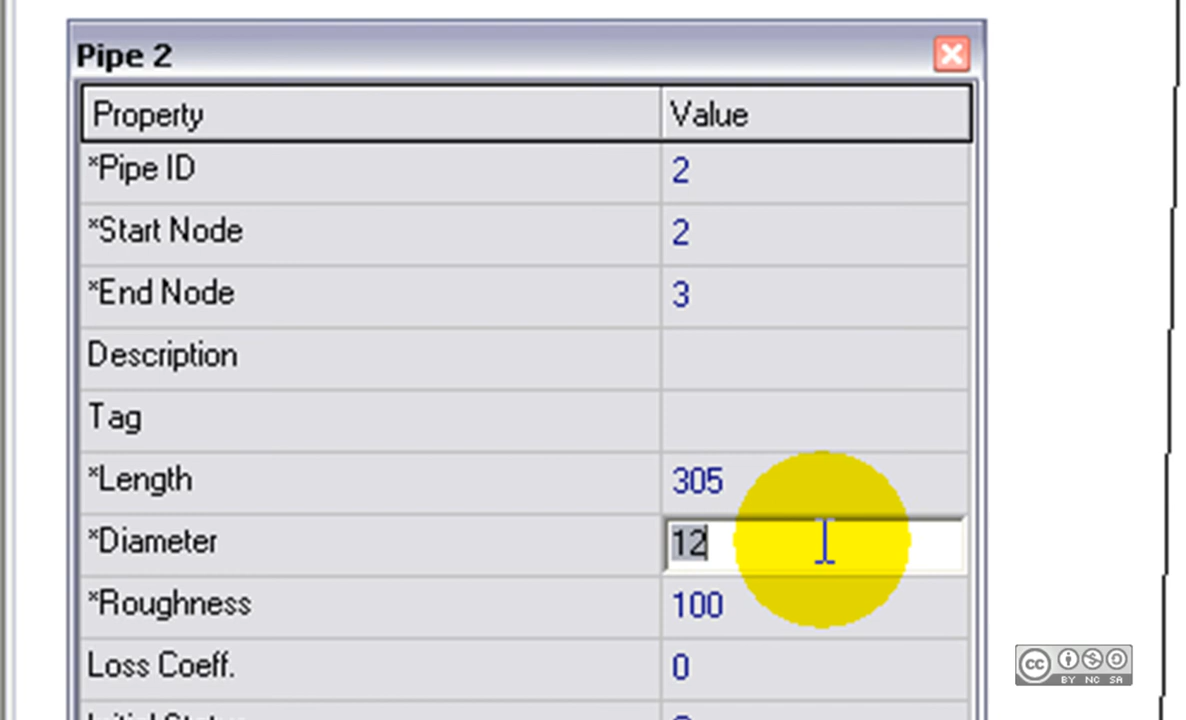 Pipe 2
Property Value
*Pipe ID 2
*Start Node 2
*End Node 3
Description
Tag
*Length 305
*Diameter 12
*Roughness 100
Loss Coeff. 0
cc BY NC SA